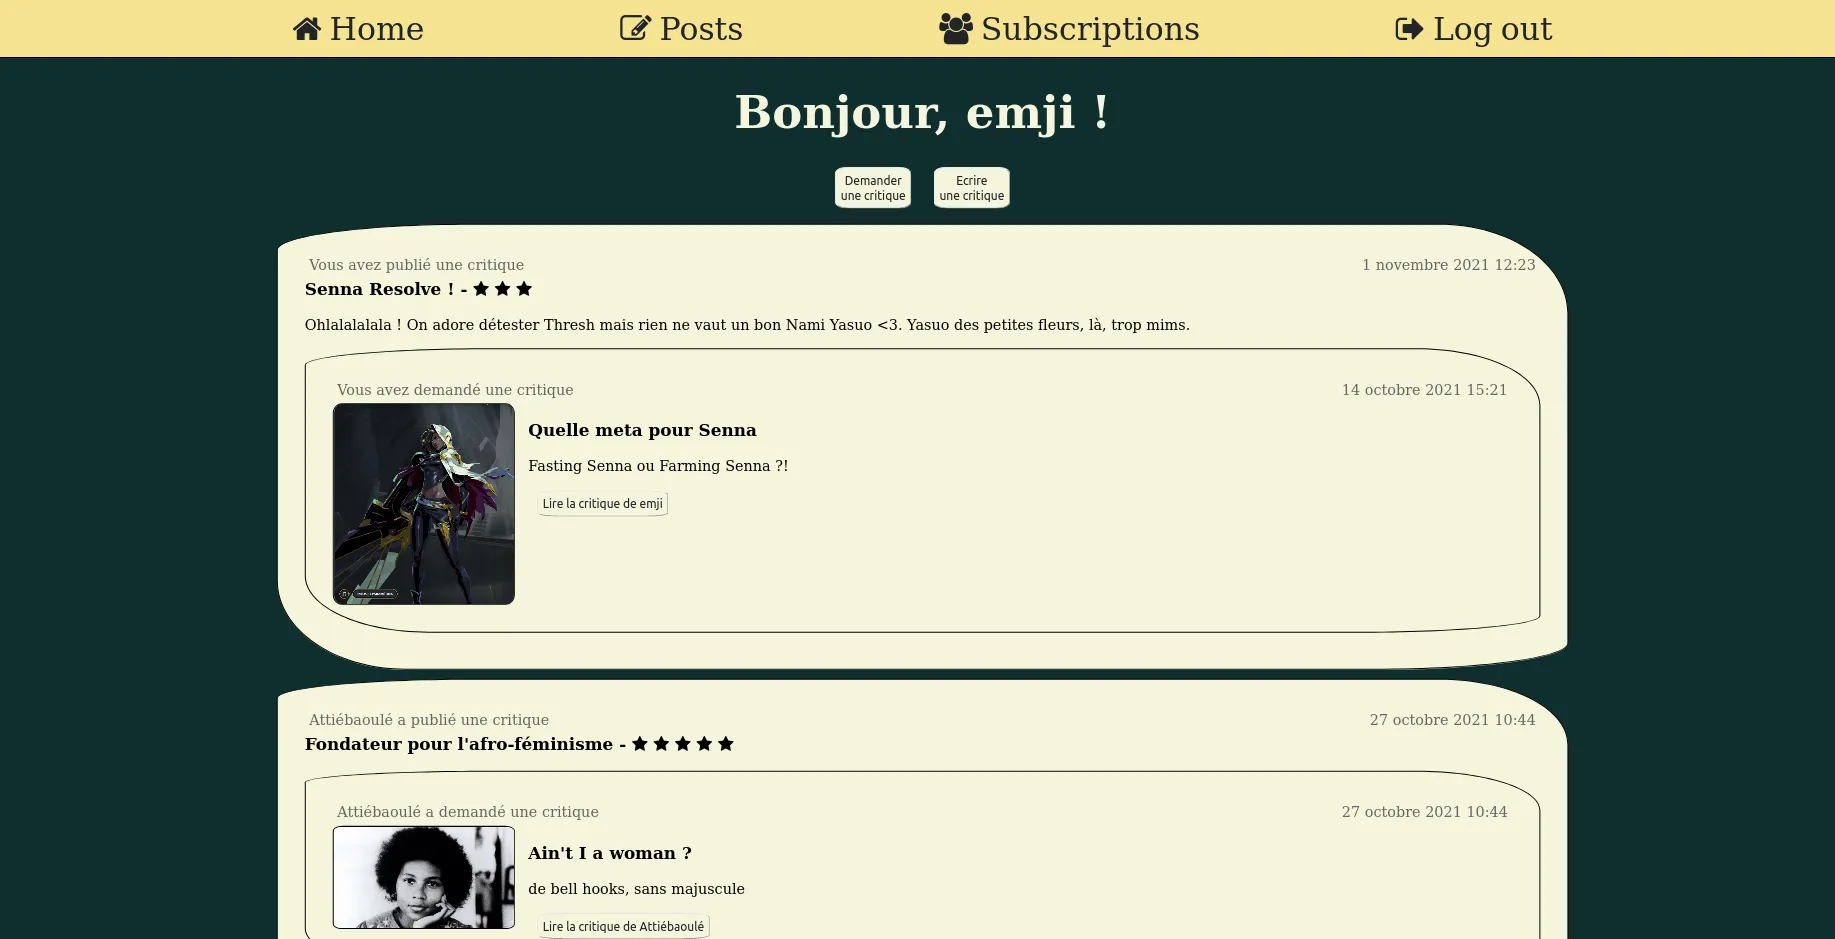 Home Posts Subscriptions Log out
Bonjour, emji !
Demander
une critique
Ecrire
une critique
Vous avez publié une critique 1 novembre 2021 12:23
Senna Resolve ! - ★ ★ ★
Ohlalalalala ! On adore détester Thresh mais rien ne vaut un bon Nami Yasuo <3. Yasuo des petites fleurs, là, trop mims.
Vous avez demandé une critique 14 octobre 2021 15:21
Quelle meta pour Senna
Fasting Senna ou Farming Senna ?!
Lire la critique de emji
Attiébaoulé a publié une critique 27 octobre 2021 10:44
Fondateur pour l'afro-féminisme - ★ ★ ★ ★ ★
Attiébaoulé a demandé une critique 27 octobre 2021 10:44
Ain't I a woman ?
de bell hooks, sans majuscule
Lire la critique de Attiébaoulé